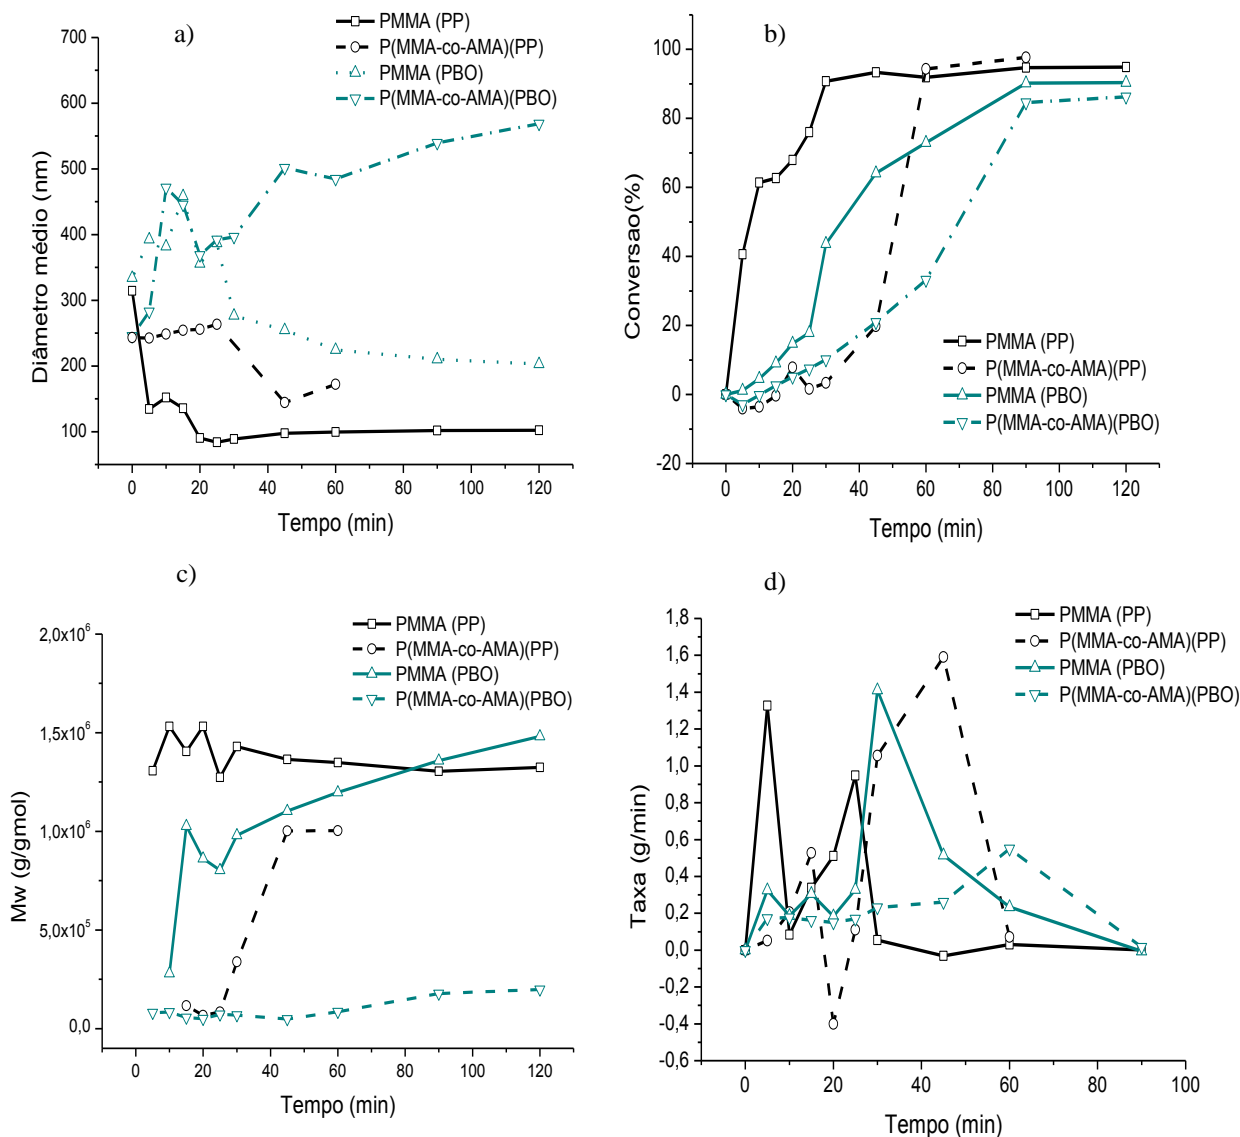 a)
PMMA (PP)
P(MMA-co-AMA)(PP)
PMMA (PBO)
P(MMA-co-AMA)(PBO)
700
600
500
400
300
200
100
Diâmetro médio (nm)
0
20
40
60
80
100
120
Tempo (min)
b)
100
80
60
40
20
0
-20
Conversao(%)
PMMA (PP)
P(MMA-co-AMA)(PP)
PMMA (PBO)
P(MMA-co-AMA)(PBO)
0
20
40
60
80
100
120
Tempo (min)
c)
PMMA (PP)
P(MMA-co-AMA)(PP)
PMMA (PBO)
P(MMA-co-AMA)(PBO)
2,0x10⁶
1,5x10⁶
1,0x10⁶
5,0x10⁵
0,0
Mw (g/gmol)
0
20
40
60
80
100
120
Tempo (min)
d)
PMMA (PP)
P(MMA-co-AMA)(PP)
PMMA (PBO)
P(MMA-co-AMA)(PBO)
1,8
1,6
1,4
1,2
1,0
0,8
0,6
0,4
0,2
0,0
-0,2
-0,4
-0,6
Taxa (g/min)
0
20
40
60
80
100
Tempo (min)